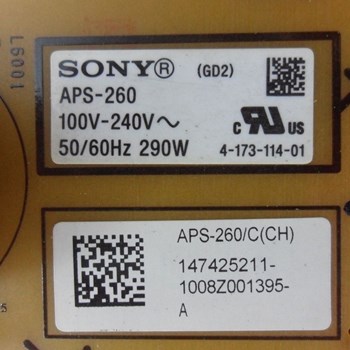 L6001
SONY® (GD2)
APS-260
100V-240V~
50/60Hz 290W
c RU US
4-173-114-01
APS-260/C(CH)
147425211-
1008Z001395-
A